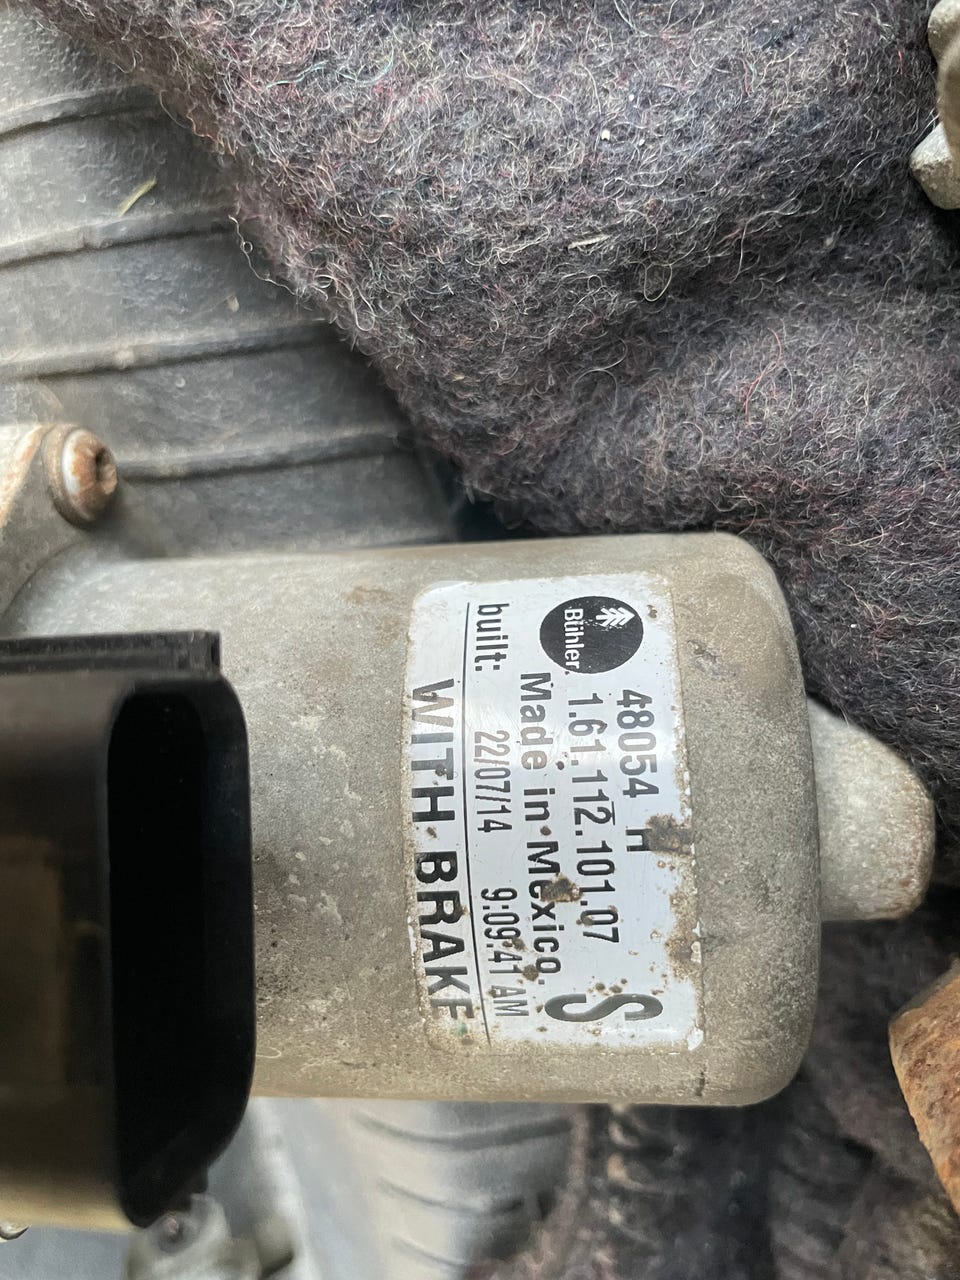 Bühler
48054 H
1.61.112.101.07
Made in Mexico.
S
built: 22/07/14 9:09:41 AM
WITH BRAKE